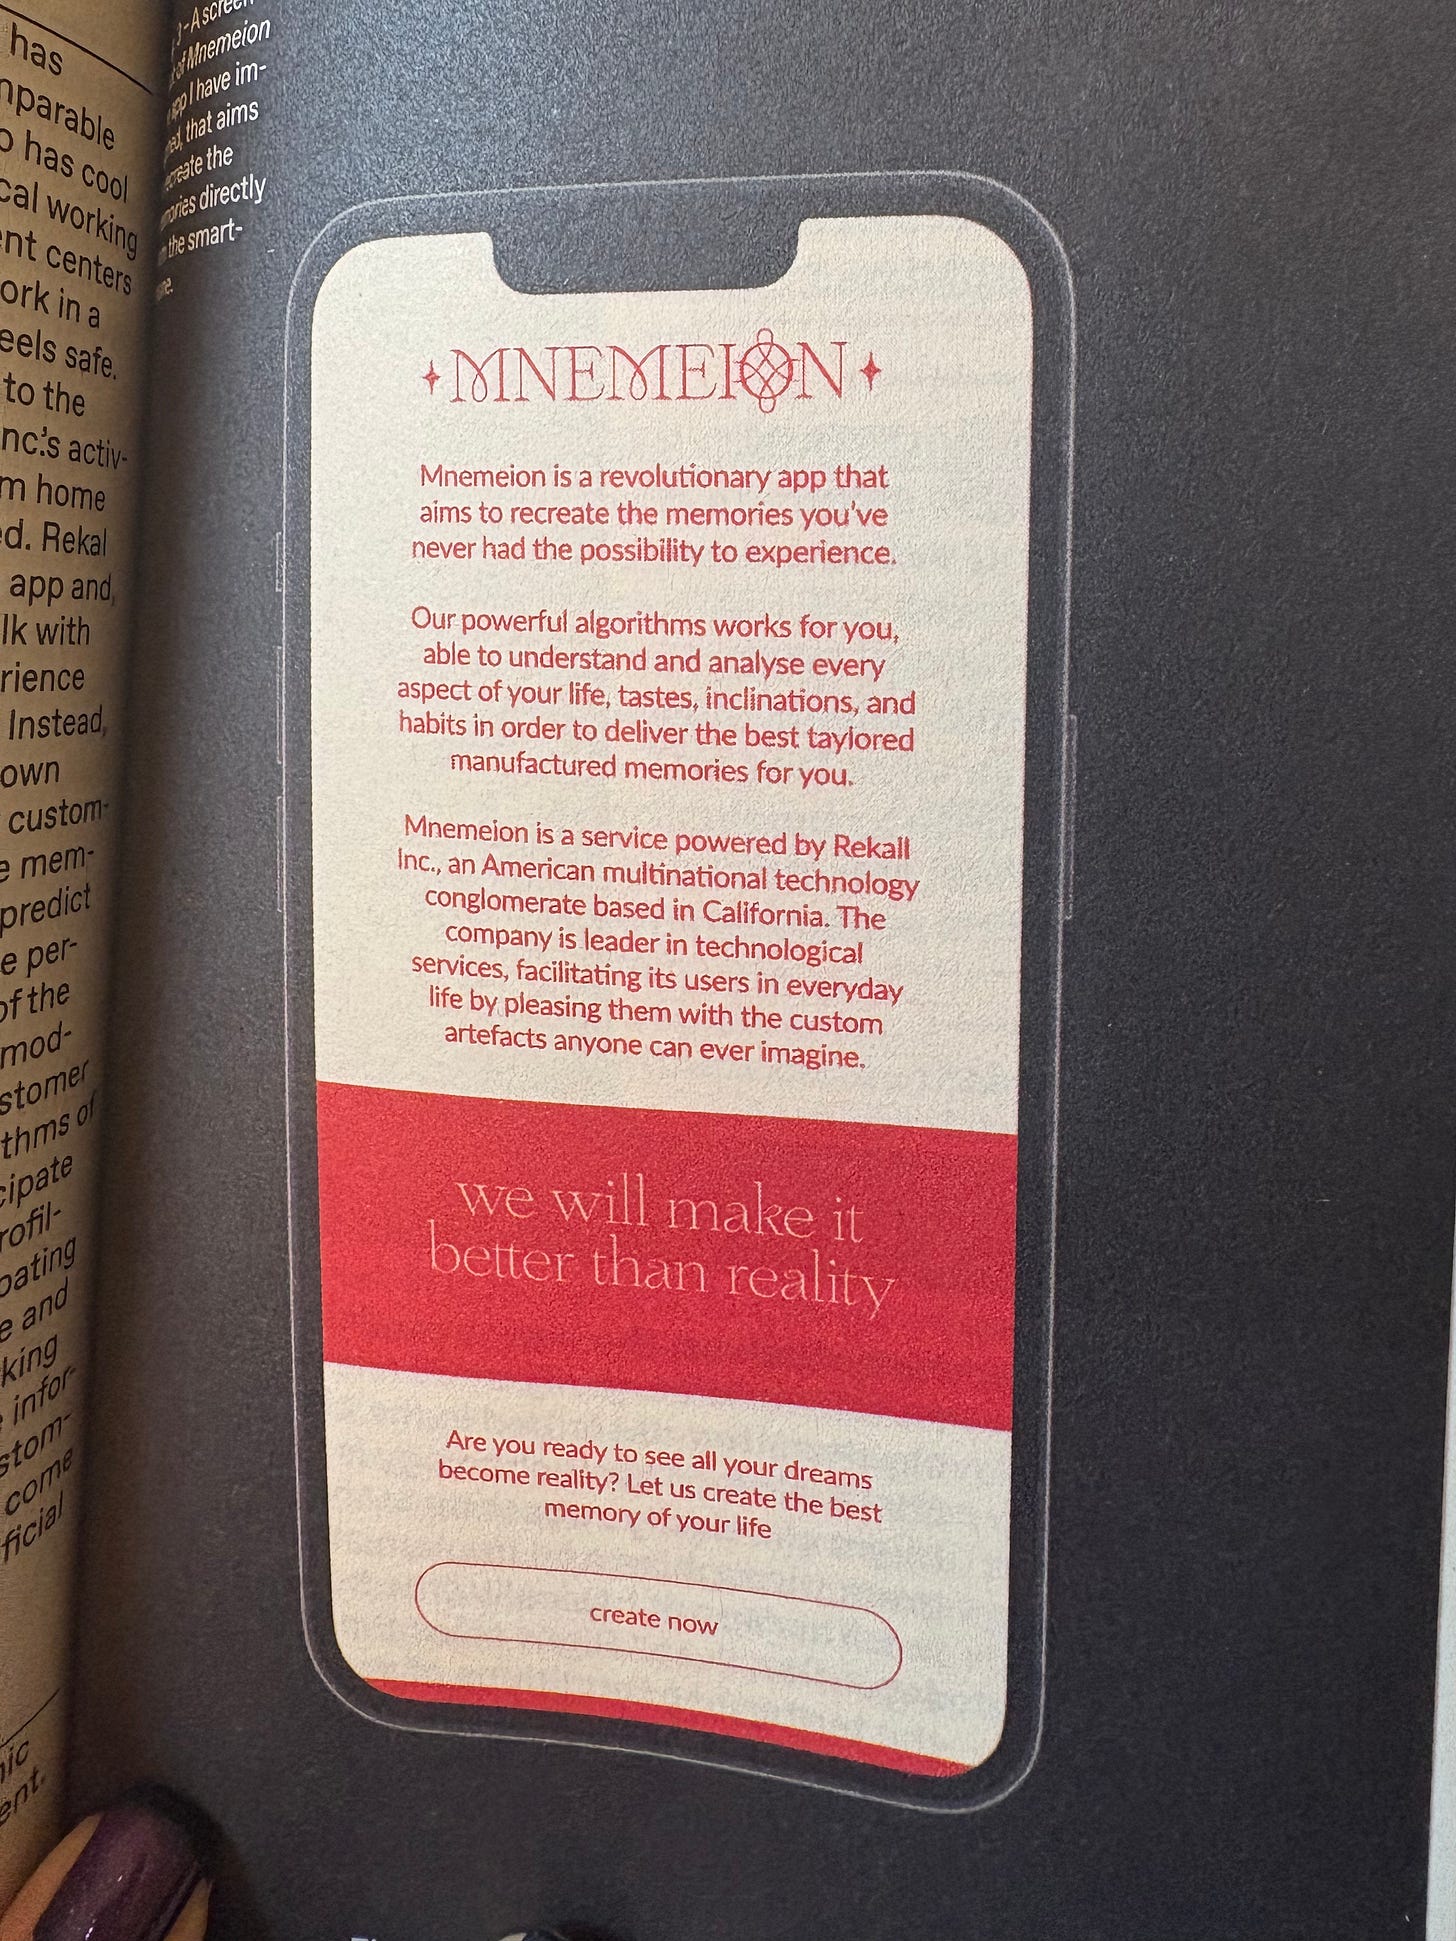 has
has cool
working
centers
ork in a
eels safe.
to the
nc.'s activ-
m home
ed. Rekal
app and,
lk with
rience
Instead,
own
custom-
e mem-
predict
e per-
of the
mod-
stomer
thms of
cipate
rofil-
pating
e and
king
infor-
stom-
come
ficial
3 - A screen
of Mnemeion
app I have im-
that aims
the
directly
the smart-
MNEMEION
Mnemeion is a revolutionary app that
aims to recreate the memories you've
never had the possibility to experience.
Our powerful algorithms works for you,
able to understand and analyse every
aspect of your life, tastes, inclinations, and
habits in order to deliver the best taylored
manufactured memories for you.
Mnemeion is a service powered by Rekall
Inc., an American multinational technology
conglomerate based in California. The
company is leader in technological
services, facilitating its users in everyday
life by pleasing them with the custom
artefacts anyone can ever imagine.
we will make it
better than reality
Are you ready to see all your dreams
become reality? Let us create the best
memory of your life
create now